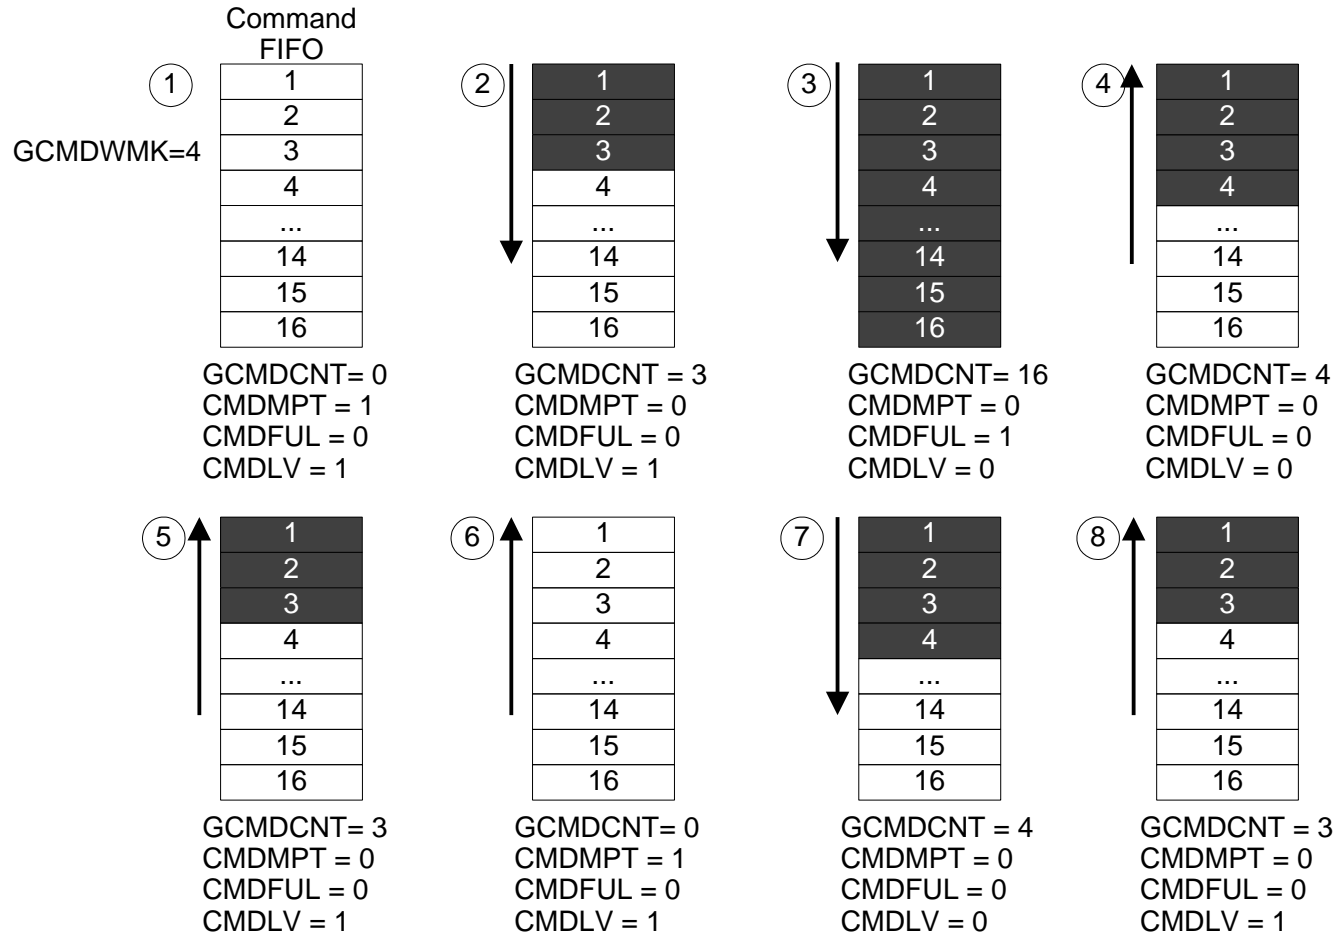 Command
FIFO
1
GCMDWMK=4
1
2
3
4
...
14
15
16
GCMDCNT= 0
CMDMPT = 1
CMDFUL = 0
CMDLV = 1
2
1
2
3
4
...
14
15
16
GCMDCNT = 3
CMDMPT = 0
CMDFUL = 0
CMDLV = 1
3
1
2
3
4
...
14
15
16
GCMDCNT= 16
CMDMPT = 0
CMDFUL = 1
CMDLV = 0
4
1
2
3
4
...
14
15
16
GCMDCNT= 4
CMDMPT = 0
CMDFUL = 0
CMDLV = 0
5
1
2
3
4
...
14
15
16
GCMDCNT= 3
CMDMPT = 0
CMDFUL = 0
CMDLV = 1
6
1
2
3
4
...
14
15
16
GCMDCNT= 0
CMDMPT = 1
CMDFUL = 0
CMDLV = 1
7
1
2
3
4
...
14
15
16
GCMDCNT = 4
CMDMPT = 0
CMDFUL = 0
CMDLV = 0
8
1
2
3
4
...
14
15
16
GCMDCNT = 3
CMDMPT = 0
CMDFUL = 0
CMDLV = 1